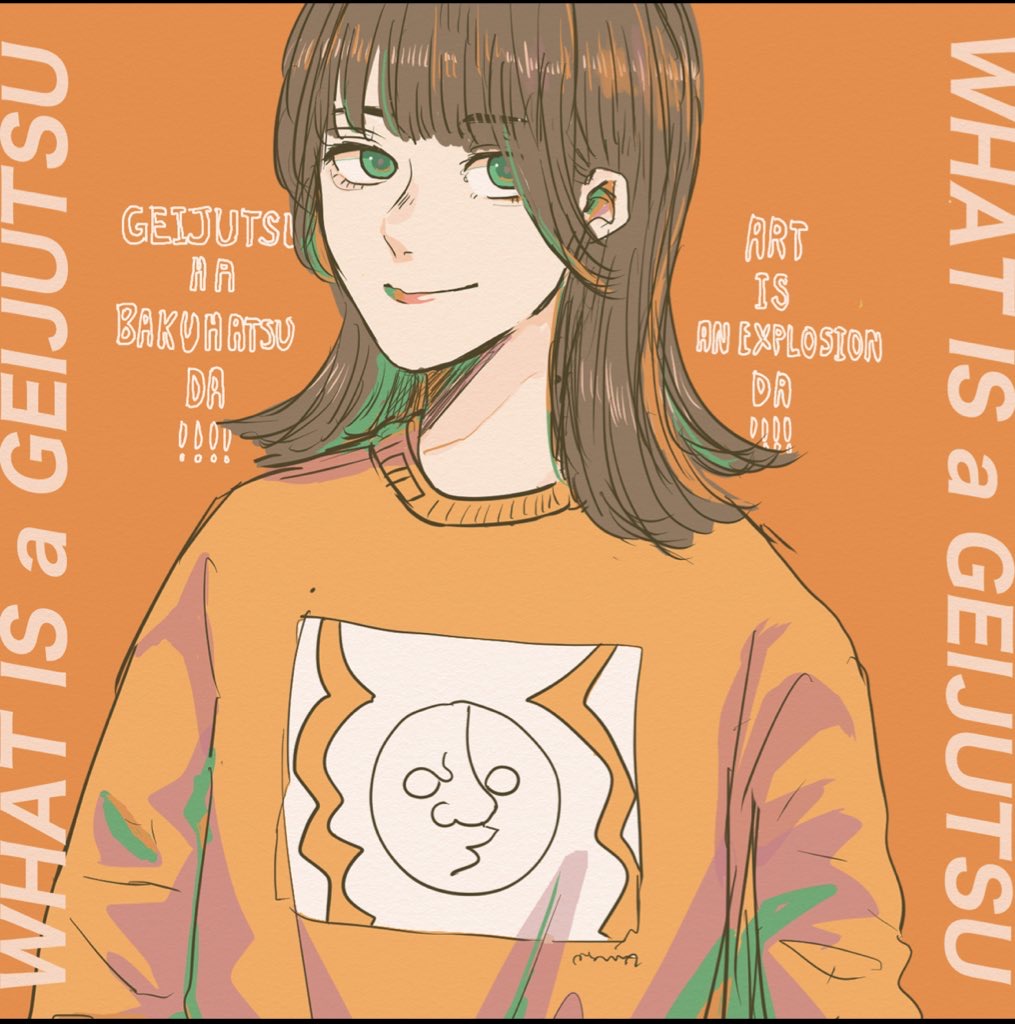 WHAT IS a GEIJUTSU
GEIJUTSU
HA
BAKUHATSU
DA
!!!!
ART
IS
AN EXPLOSION
DA
!!!!
WHAT IS a GEIJUTSU